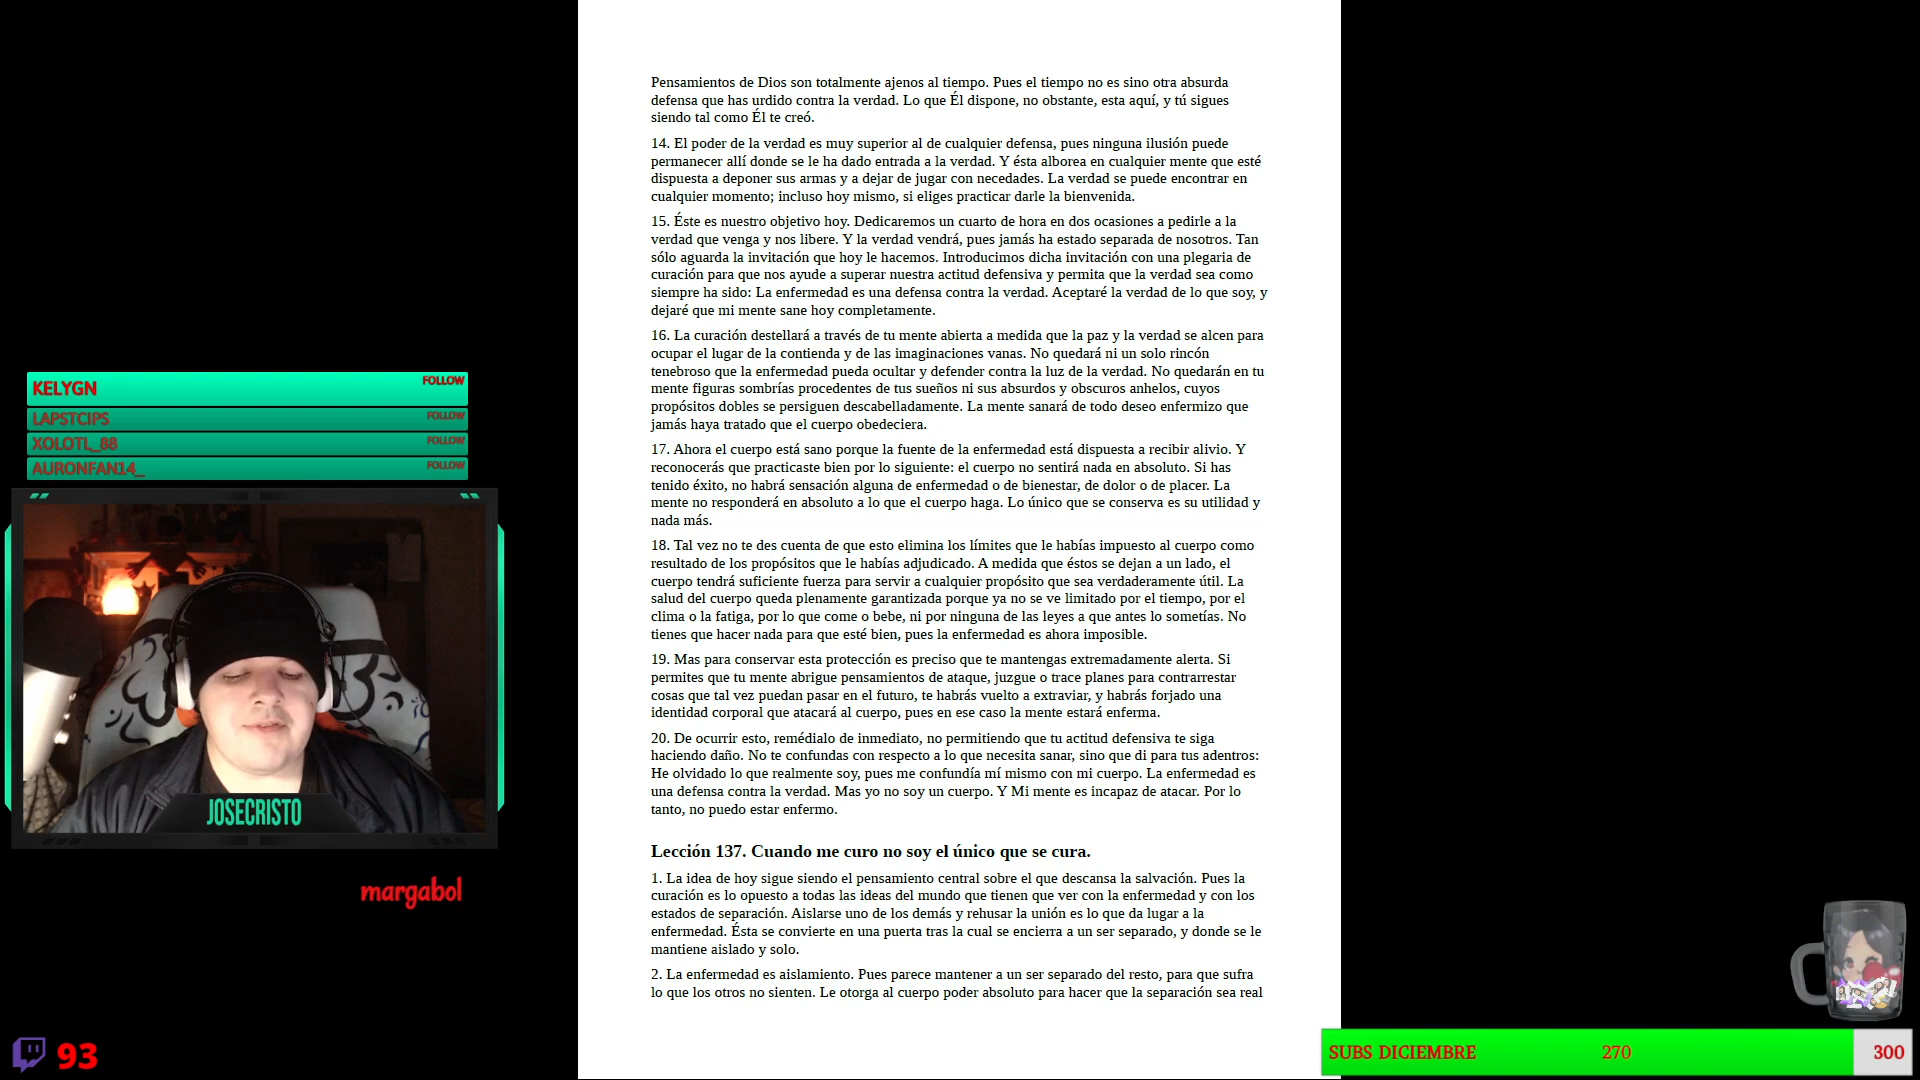 Pensamientos de Dios son totalmente ajenos al tiempo. Pues el tiempo no es sino otra absurda
defensa que has urdido contra la verdad. Lo que Él dispone, no obstante, esta aquí, y tú sigues
siendo tal como Él te creó.
14. El poder de la verdad es muy superior al de cualquier defensa, pues ninguna ilusión puede
permanecer allí donde se le ha dado entrada a la verdad. Y ésta alborea en cualquier mente que esté
dispuesta a deponer sus armas y a dejar de jugar con necedades. La verdad se puede encontrar en
cualquier momento; incluso hoy mismo, si eliges practicar darle la bienvenida.
15. Éste es nuestro objetivo hoy. Dedicaremos un cuarto de hora en dos ocasiones a pedirle a la
verdad que venga y nos libere. Y la verdad vendrá, pues jamás ha estado separada de nosotros. Tan
sólo aguarda la invitación que hoy le hacemos. Introducimos dicha invitación con una plegaria de
curación para que nos ayude a superar nuestra actitud defensiva y permita que la verdad sea como
siempre ha sido: La enfermedad es una defensa contra la verdad. Aceptaré la verdad de lo que soy, y
dejaré que mi mente sane hoy completamente.
16. La curación destellará a través de tu mente abierta a medida que la paz y la verdad se alcen para
ocupar el lugar de la contienda y de las imaginaciones vanas. No quedará ni un solo rincón
tenebroso que la enfermedad pueda ocultar y defender contra la luz de la verdad. No quedarán en tu
mente figuras sombrías procedentes de tus sueños ni sus absurdos y obscuros anhelos, cuyos
propósitos dobles se persiguen descabelladamente. La mente sanará de todo deseo enfermizo que
jamás haya tratado que el cuerpo obedeciera.
17. Ahora el cuerpo está sano porque la fuente de la enfermedad está dispuesta a recibir alivio. Y
reconocerás que practicaste bien por lo siguiente: el cuerpo no sentirá nada en absoluto. Si has
tenido éxito, no habrá sensación alguna de enfermedad o de bienestar, de dolor o de placer. La
mente no responderá en absoluto a lo que el cuerpo haga. Lo único que se conserva es su utilidad y
nada más.
18. Tal vez no te des cuenta de que esto elimina los límites que le habías impuesto al cuerpo como
resultado de los propósitos que le habías adjudicado. A medida que éstos se dejan a un lado, el
cuerpo tendrá suficiente fuerza para servir a cualquier propósito que sea verdaderamente útil. La
salud del cuerpo queda plenamente garantizada porque ya no se ve limitado por el tiempo, por el
clima o la fatiga, por lo que come o bebe, ni por ninguna de las leyes a que antes lo sometías. No
tienes que hacer nada para que esté bien, pues la enfermedad es ahora imposible.
19. Mas para conservar esta protección es preciso que te mantengas extremadamente alerta. Si
permites que tu mente abrigue pensamientos de ataque, juzgue o trace planes para contrarrestar
cosas que tal vez puedan pasar en el futuro, te habrás vuelto a extraviar, y habrás forjado una
identidad corporal que atacará al cuerpo, pues en ese caso la mente estará enferma.
20. De ocurrir esto, remédialo de inmediato, no permitiendo que tu actitud defensiva te siga
haciendo daño. No te confundas con respecto a lo que necesita sanar, sino que di para tus adentros:
He olvidado lo que realmente soy, pues me confundía mí mismo con mi cuerpo. La enfermedad es
una defensa contra la verdad. Mas yo no soy un cuerpo. Y Mi mente es incapaz de atacar. Por lo
tanto, no puedo estar enfermo.
Lección 137. Cuando me curo no soy el único que se cura.
1. La idea de hoy sigue siendo el pensamiento central sobre el que descansa la salvación. Pues la
curación es lo opuesto a todas las ideas del mundo que tienen que ver con la enfermedad y con los
estados de separación. Aislarse uno de los demás y rehusar la unión es lo que da lugar a la
enfermedad. Ésta se convierte en una puerta tras la cual se encierra a un ser separado, y donde se le
mantiene aislado y solo.
2. La enfermedad es aislamiento. Pues parece mantener a un ser separado del resto, para que sufra
lo que los otros no sienten. Le otorga al cuerpo poder absoluto para hacer que la separación sea real
KELYGN FOLLOW
LAPSTCIPS FOLLOW
XOLOTL_88 FOLLOW
AURONFAN14_ FOLLOW
JOSECRISTO
margabol
93
SUBS DICIEMBRE 270 300